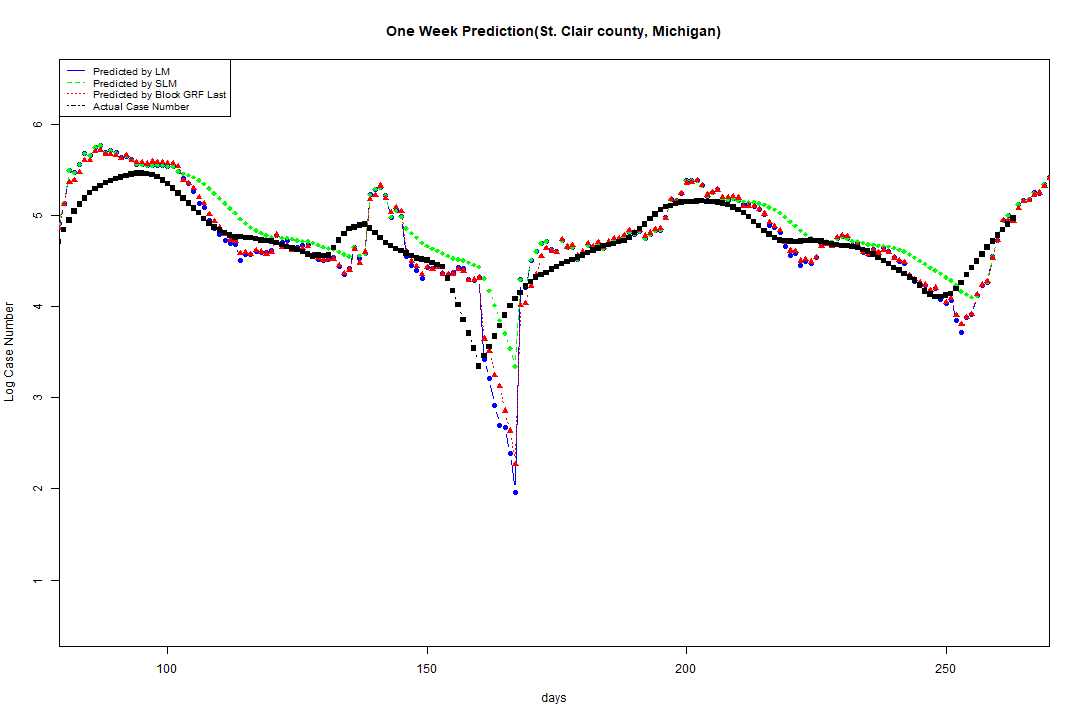 One Week Prediction(St. Clair county, Michigan)
Predicted by LM
Predicted by SLM
Predicted by Block GRF Last
Actual Case Number
6
5
4
3
2
1
Log Case Number
100
150
200
250
days